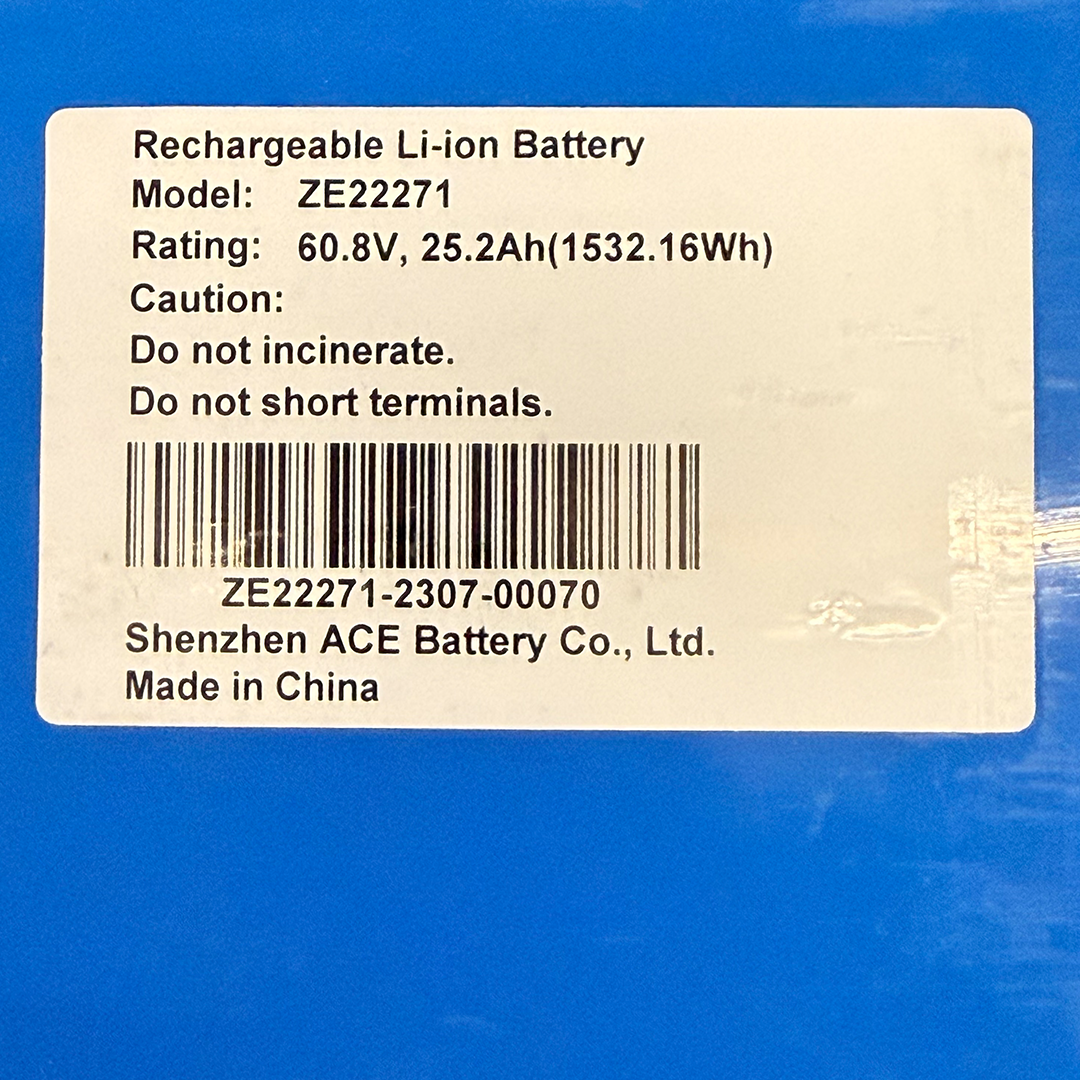 Rechargeable Li-ion Battery
Model: ZE22271
Rating: 60.8V, 25.2Ah(1532.16Wh)
Caution:
Do not incinerate.
Do not short terminals.
ZE22271-2307-00070
Shenzhen ACE Battery Co., Ltd.
Made in China